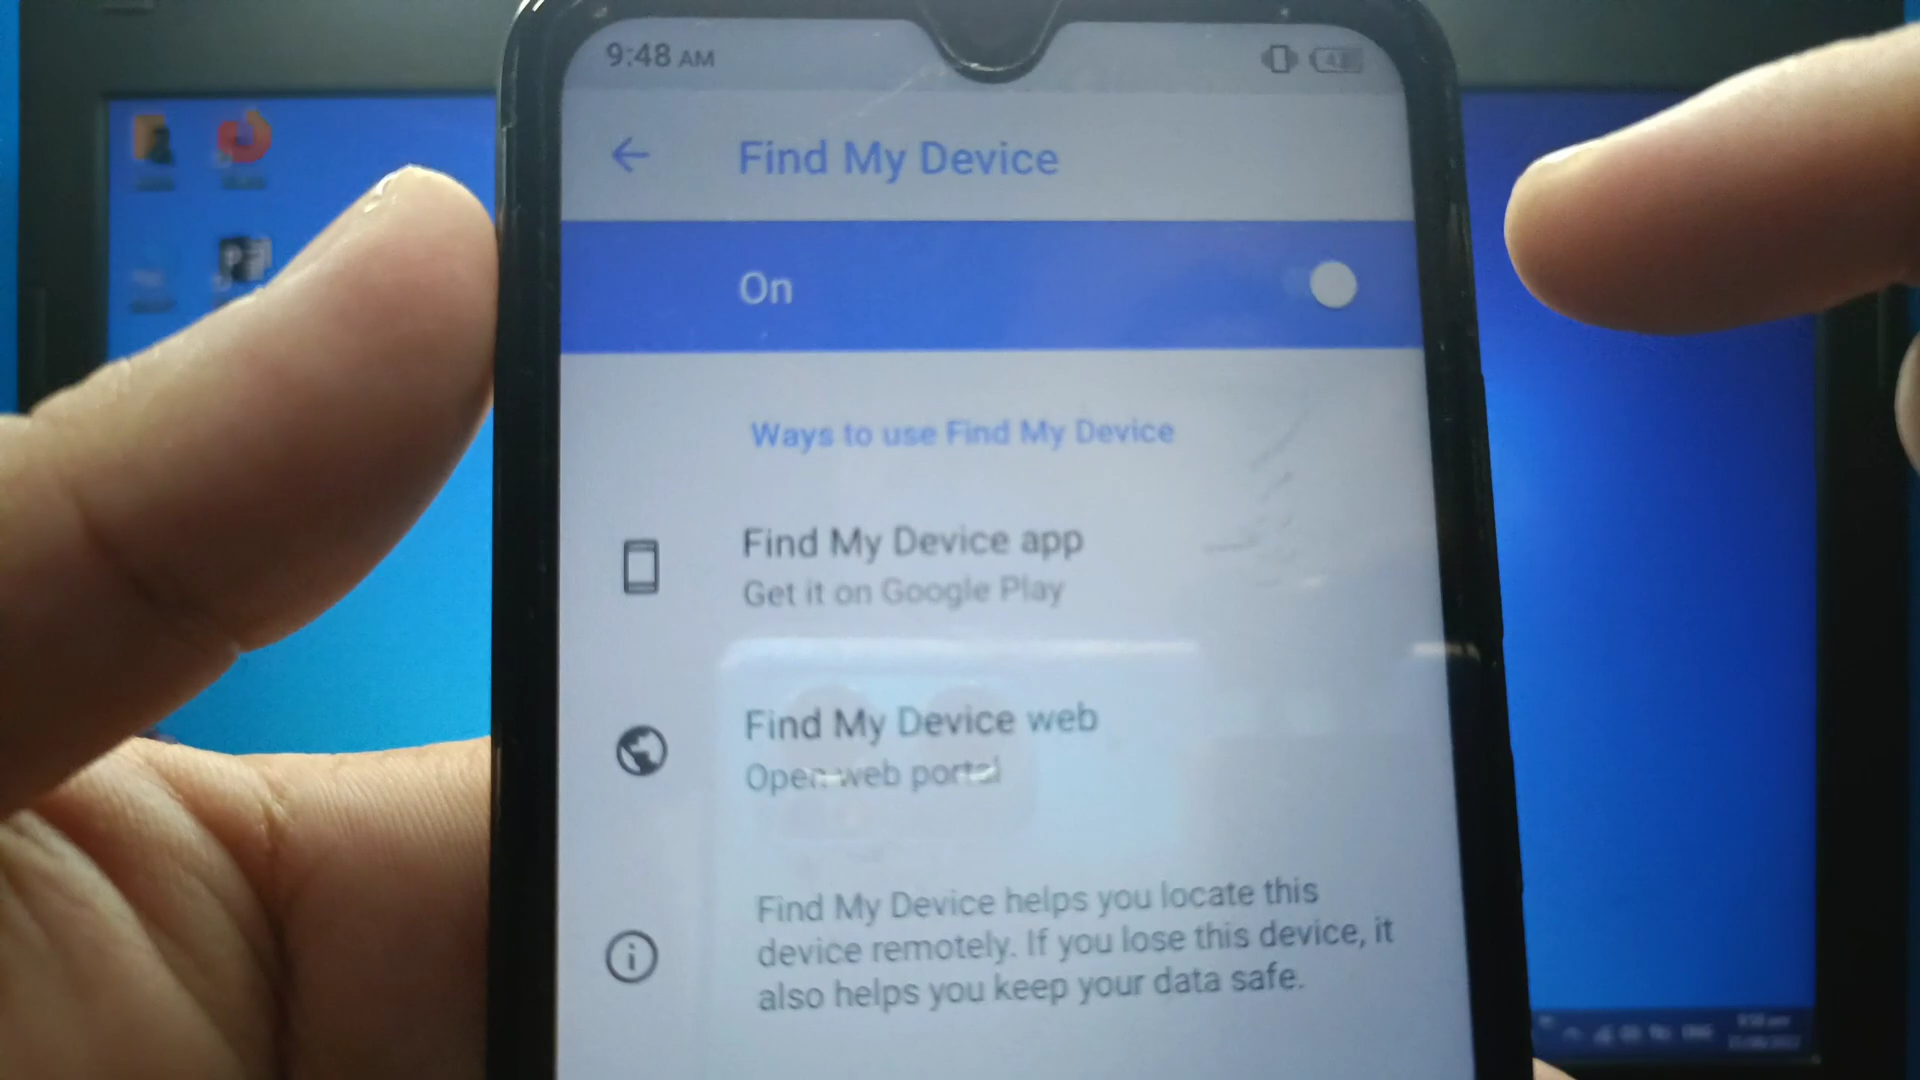 9:48 AM
Find My Device
On
Ways to use Find My Device
Find My Device app
Get it on Google Play
Find My Device web
Open web portal
Find My Device helps you locate this
device remotely. If you lose this device, it
also helps you keep your data safe.